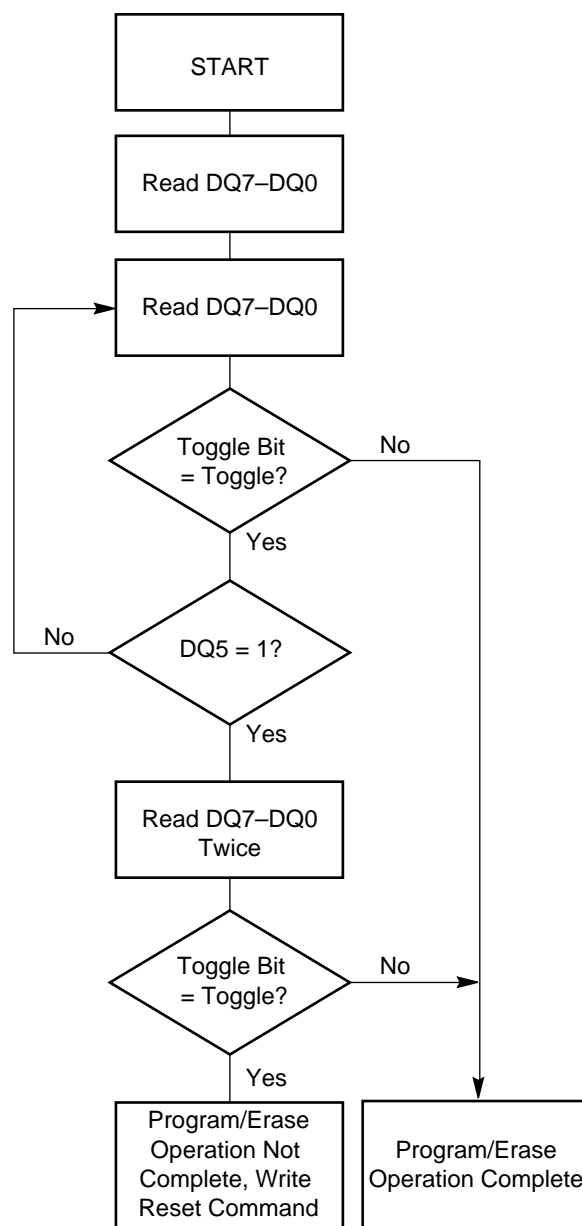 START
Read DQ7–DQ0
Read DQ7–DQ0
Toggle Bit
= Toggle?
No
Yes
No
DQ5 = 1?
Yes
Read DQ7–DQ0
Twice
Toggle Bit
= Toggle?
No
Yes
Program/Erase
Operation Not
Complete, Write
Reset Command
Program/Erase
Operation Complete